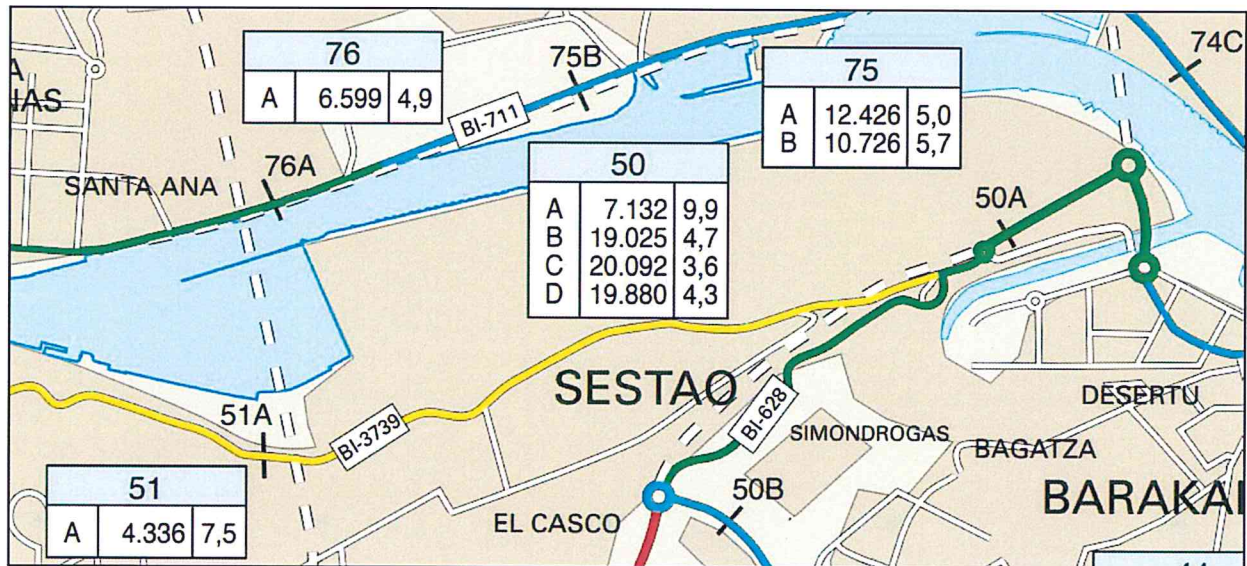 76
A 6.599 4,9
75B
75
A 12.426 5,0
B 10.726 5,7
74C
A
NAS
BI-711
76A
SANTA ANA
50
A 7.132 9,9
B 19.025 4,7
C 20.092 3,6
D 19.880 4,3
50A
SESTAO
DESERTU
51A
BI-3739
BI-628
SIMONDROGAS
BAGATZA
51
A 4.336 7,5
EL CASCO
50B
BARAKAL